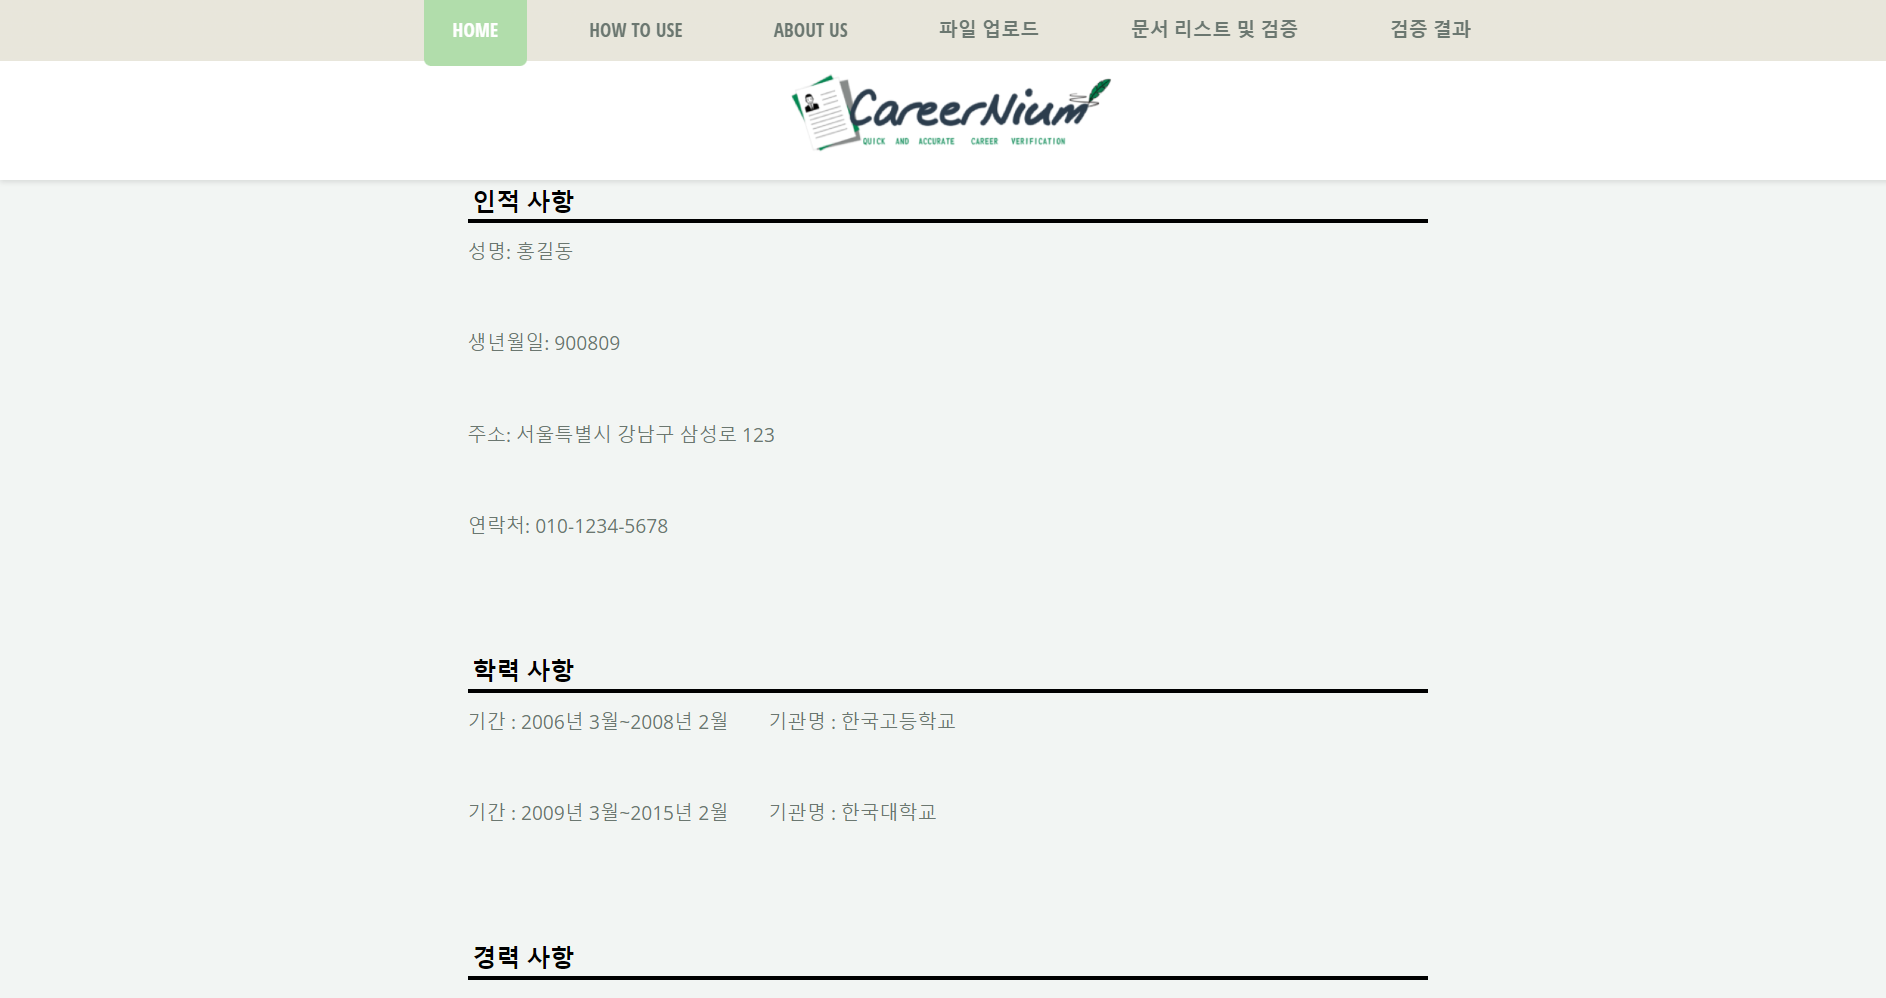 HOME HOW TO USE ABOUT US 파일 업로드 문서 리스트 및 검증 검증 결과
CareerNium
QUICK AND ACCURATE CAREER VERIFICATION
인적 사항
성명: 홍길동
생년월일: 900809
주소: 서울특별시 강남구 삼성로 123
연락처: 010-1234-5678
학력 사항
기간 : 2006년 3월~2008년 2월 기관명 : 한국고등학교
기간 : 2009년 3월~2015년 2월 기관명 : 한국대학교
경력 사항